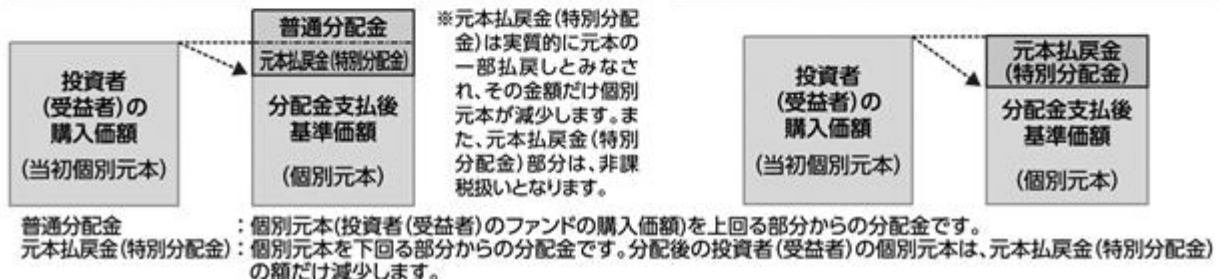 投資者
(受益者)の
購入価額
(当初個別元本)
普通分配金
元本払戻金(特別分配金)
分配金支払後
基準価額
(個別元本)
※元本払戻金(特別分配
金)は実質的に元本の
一部払戻しとみなさ
れ、その金額だけ個別
元本が減少します。ま
た、元本払戻金(特別
分配金)部分は、非課
税扱いとなります。
投資者
(受益者)の
購入価額
(当初個別元本)
元本払戻金
(特別分配金)
分配金支払後
基準価額
(個別元本)
普通分配金 :個別元本(投資者(受益者)のファンドの購入価額)を上回る部分からの分配金です。
元本払戻金(特別分配金):個別元本を下回る部分からの分配金です。分配後の投資者(受益者)の個別元本は、元本払戻金(特別分配金)
の額だけ減少します。